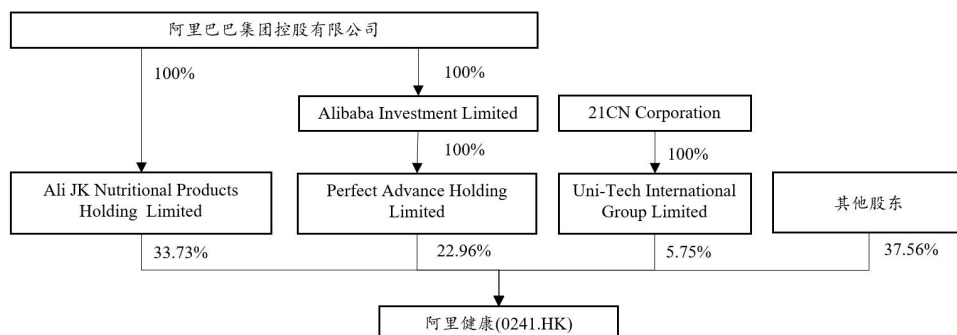 阿里巴巴集团控股有限公司
100%
100%
Alibaba Investment Limited
21CN Corporation
100%
100%
Ali JK Nutritional Products
Holding Limited
Perfect Advance Holding
Limited
Uni-Tech International
Group Limited
其他股东
33.73%
22.96%
5.75%
37.56%
阿里健康(0241.HK)